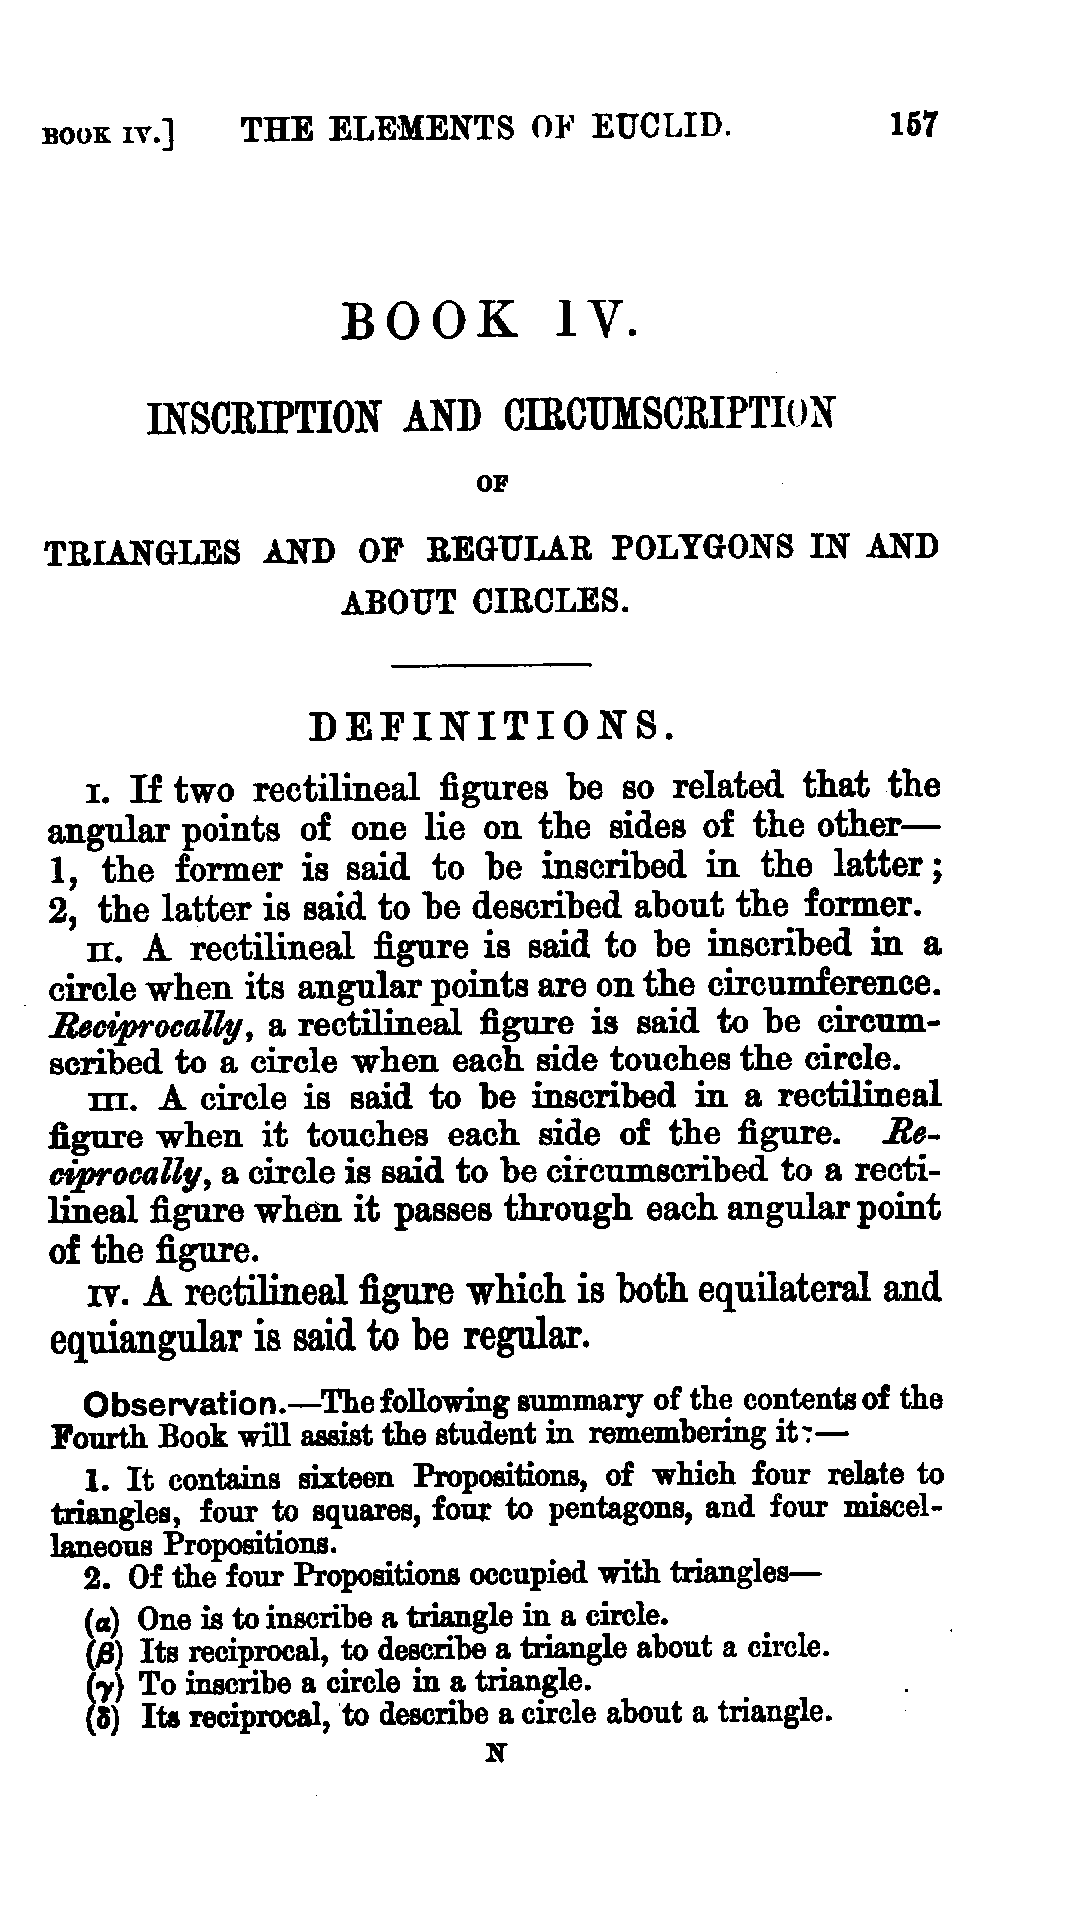 BOOK IV.] THE ELEMENTS OF EUCLID. 157
BOOK IV.
INSCRIPTION AND CIRCUMSCRIPTION
OF
TRIANGLES AND OF REGULAR POLYGONS IN AND
ABOUT CIRCLES.
DEFINITIONS.
I. If two rectilineal figures be so related that the
angular points of one lie on the sides of the other—
1, the former is said to be inscribed in the latter;
2, the latter is said to be described about the former.
II. A rectilineal figure is said to be inscribed in a
circle when its angular points are on the circumference.
Reciprocally, a rectilineal figure is said to be circum-
scribed to a circle when each side touches the circle.
III. A circle is said to be inscribed in a rectilineal
figure when it touches each side of the figure. Re-
ciprocally, a circle is said to be circumscribed to a recti-
lineal figure when it passes through each angular point
of the figure.
IV. A rectilineal figure which is both equilateral and
equiangular is said to be regular.
Observation.—The following summary of the contents of the
Fourth Book will assist the student in remembering it:—
1. It contains sixteen Propositions, of which four relate to
triangles, four to squares, four to pentagons, and four miscel-
laneous Propositions.
2. Of the four Propositions occupied with triangles—
(α) One is to inscribe a triangle in a circle.
(β) Its reciprocal, to describe a triangle about a circle.
(γ) To inscribe a circle in a triangle.
(δ) Its reciprocal, to describe a circle about a triangle.
N